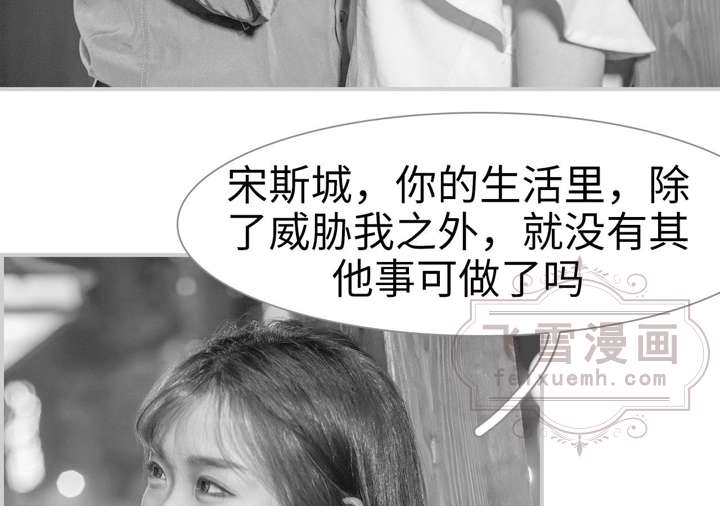 宋斯城，你的生活里，除
了威胁我之外，就没有其
他事可做了吗
飞雪漫画
feixuemh.com